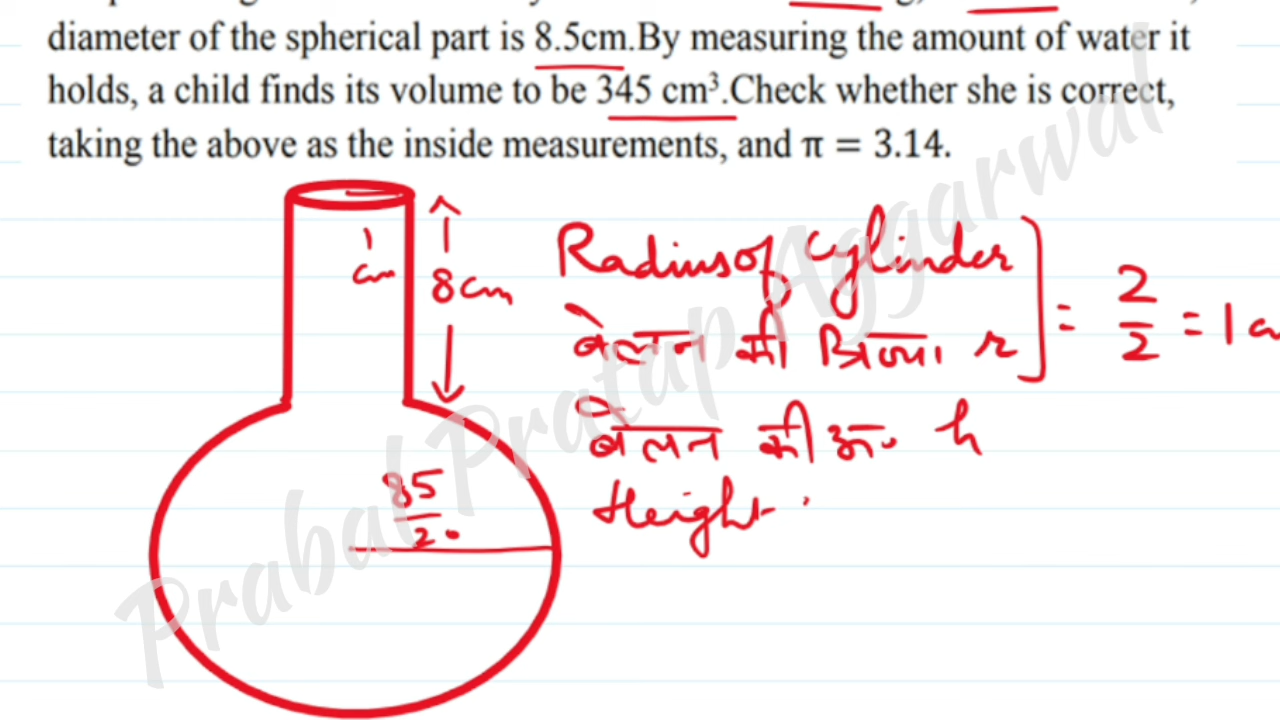 diameter of the spherical part is 8.5cm.By measuring the amount of water it
holds, a child finds its volume to be 345 cm³.Check whether she is correct,
taking the above as the inside measurements, and π = 3.14.
1
cm
8cm
Radius of cylinder
बेलन की त्रिज्या r
= 2/2 = 1
बेलन की ऊं. h
Height
85
20
Prabal Pratap Aggarwal